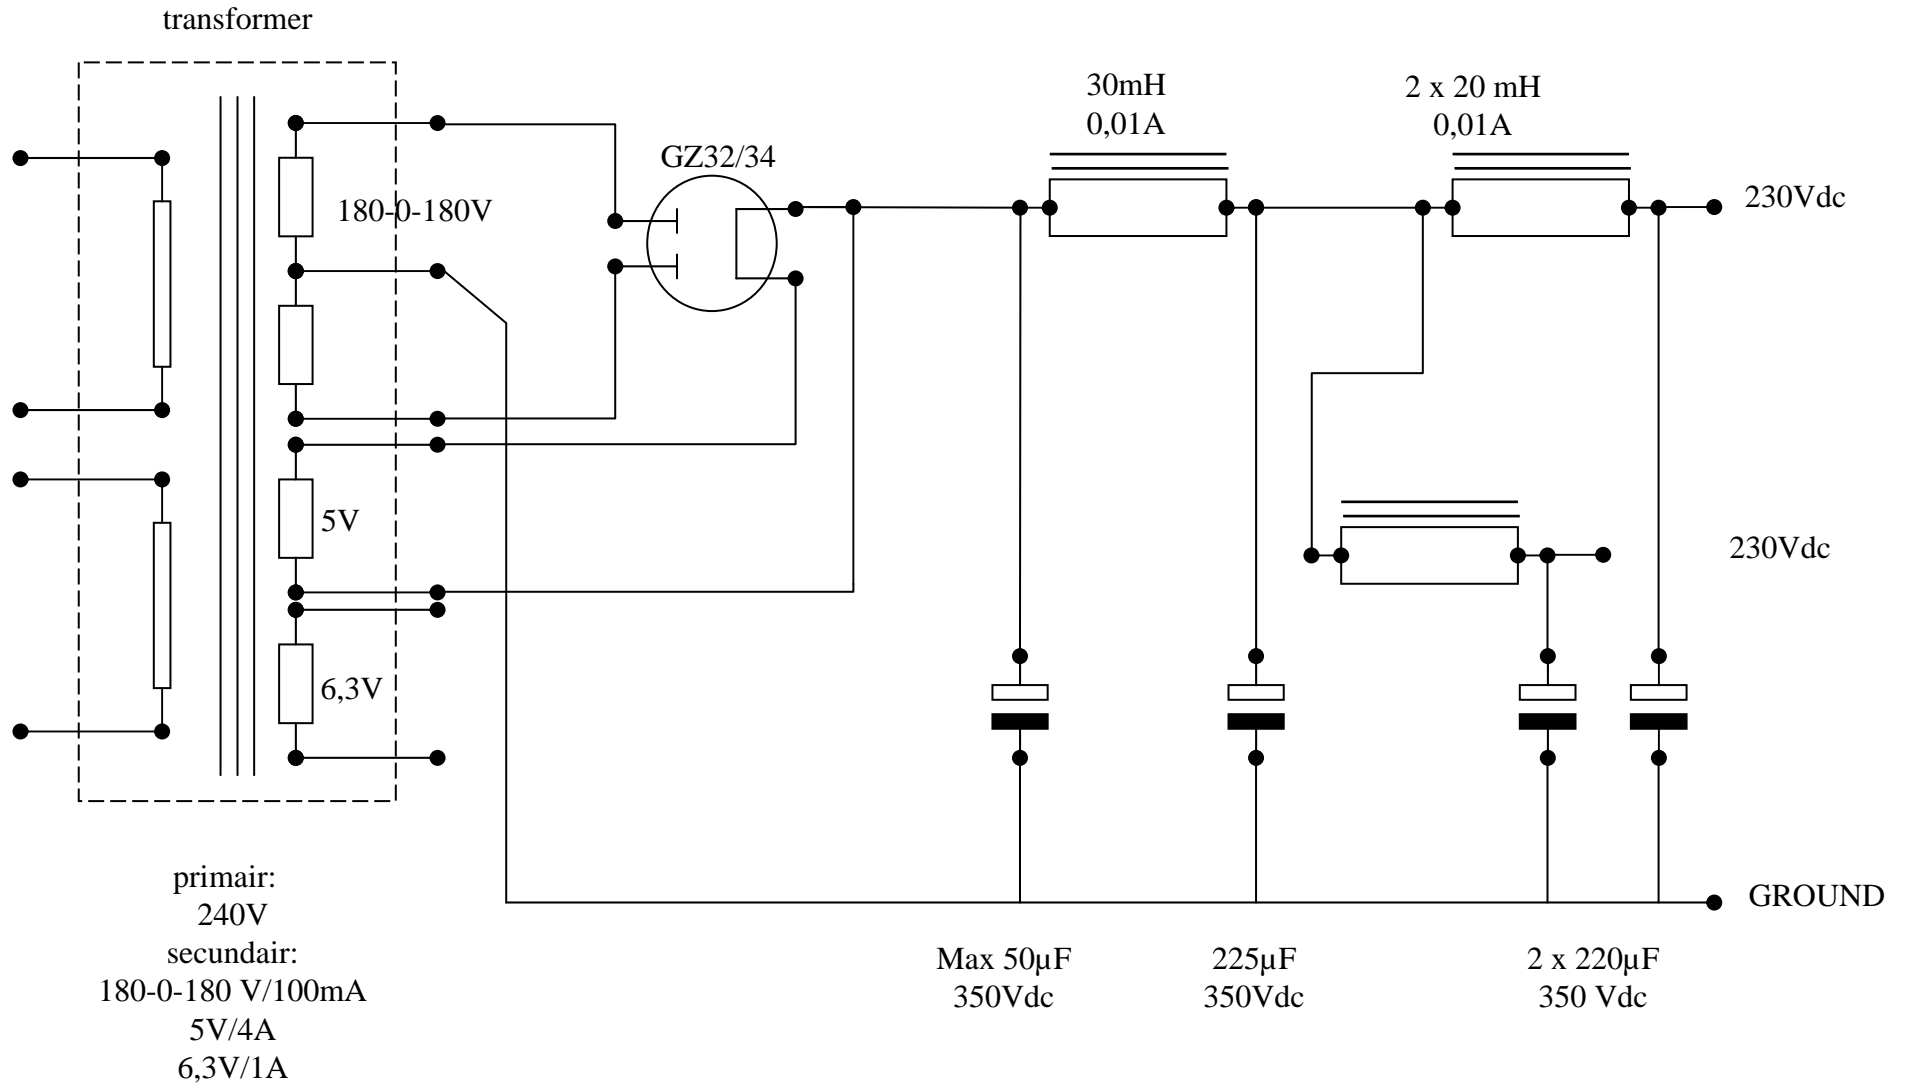 transformer
30mH
0,01A
2 x 20 mH
0,01A
GZ32/34
180-0-180V
230Vdc
5V
230Vdc
6,3V
primair:
240V
secundair:
180-0-180 V/100mA
5V/4A
6,3V/1A
GROUND
Max 50µF
350Vdc
225µF
350Vdc
2 x 220µF
350 Vdc